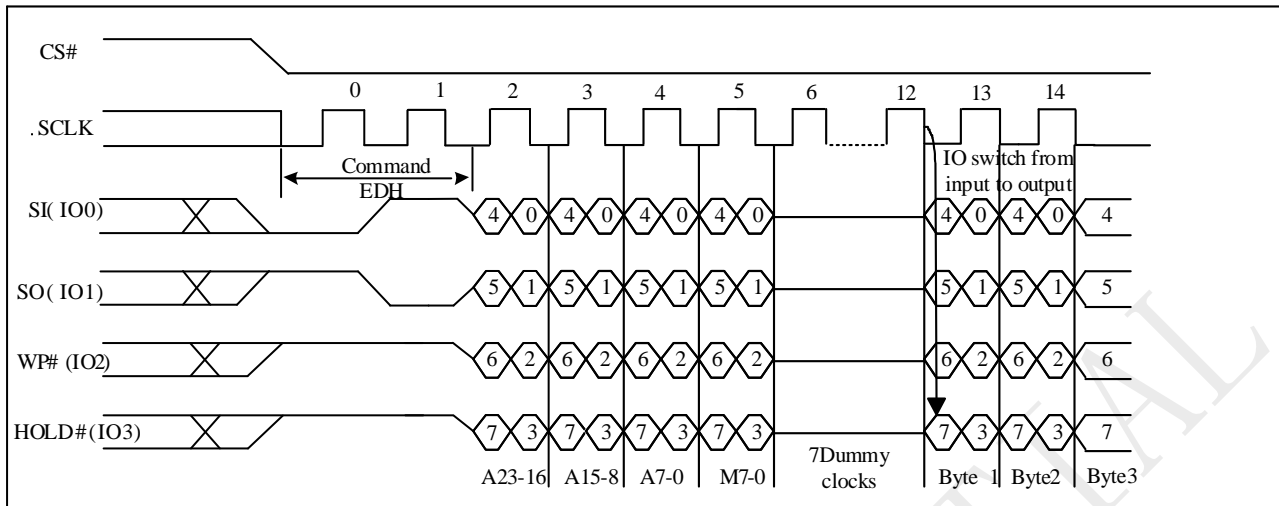 CS#
0 1 2 3 4 5 6 12 13 14
.SCLK
Command
EDH
IO switch from
input to output
SI( IO0) 4 0 4 0 4 0 4 0 4 0 4 0 4
SO( IO1) 5 1 5 1 5 1 5 1 5 1 5 1 5
WP# (IO2) 6 2 6 2 6 2 6 2 6 2 6 2 6
HOLD# (IO3) 7 3 7 3 7 3 7 3 7 3 7 3 7
A23-16 A15-8 A7-0 M7-0 7Dummy
clocks Byte 1 Byte2 Byte3